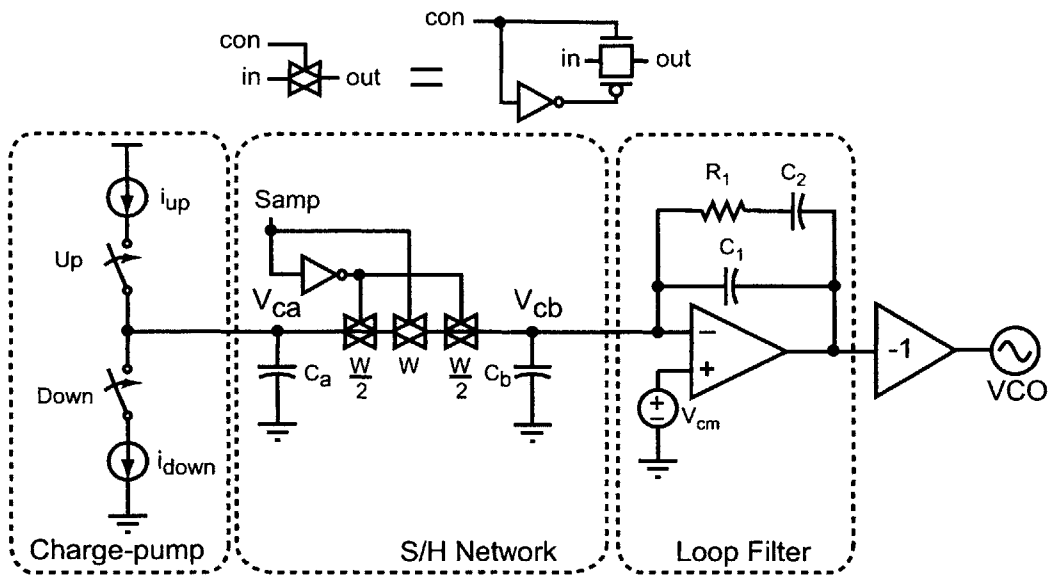 con
in
out
=
con
in
out
i_up
Up
Down
i_down
Charge-pump
Samp
V_ca
V_cb
C_a
W/2
W
W/2
C_b
S/H Network
R_1
C_2
C_1
−
+
+
−
V_cm
Loop Filter
-1
VCO